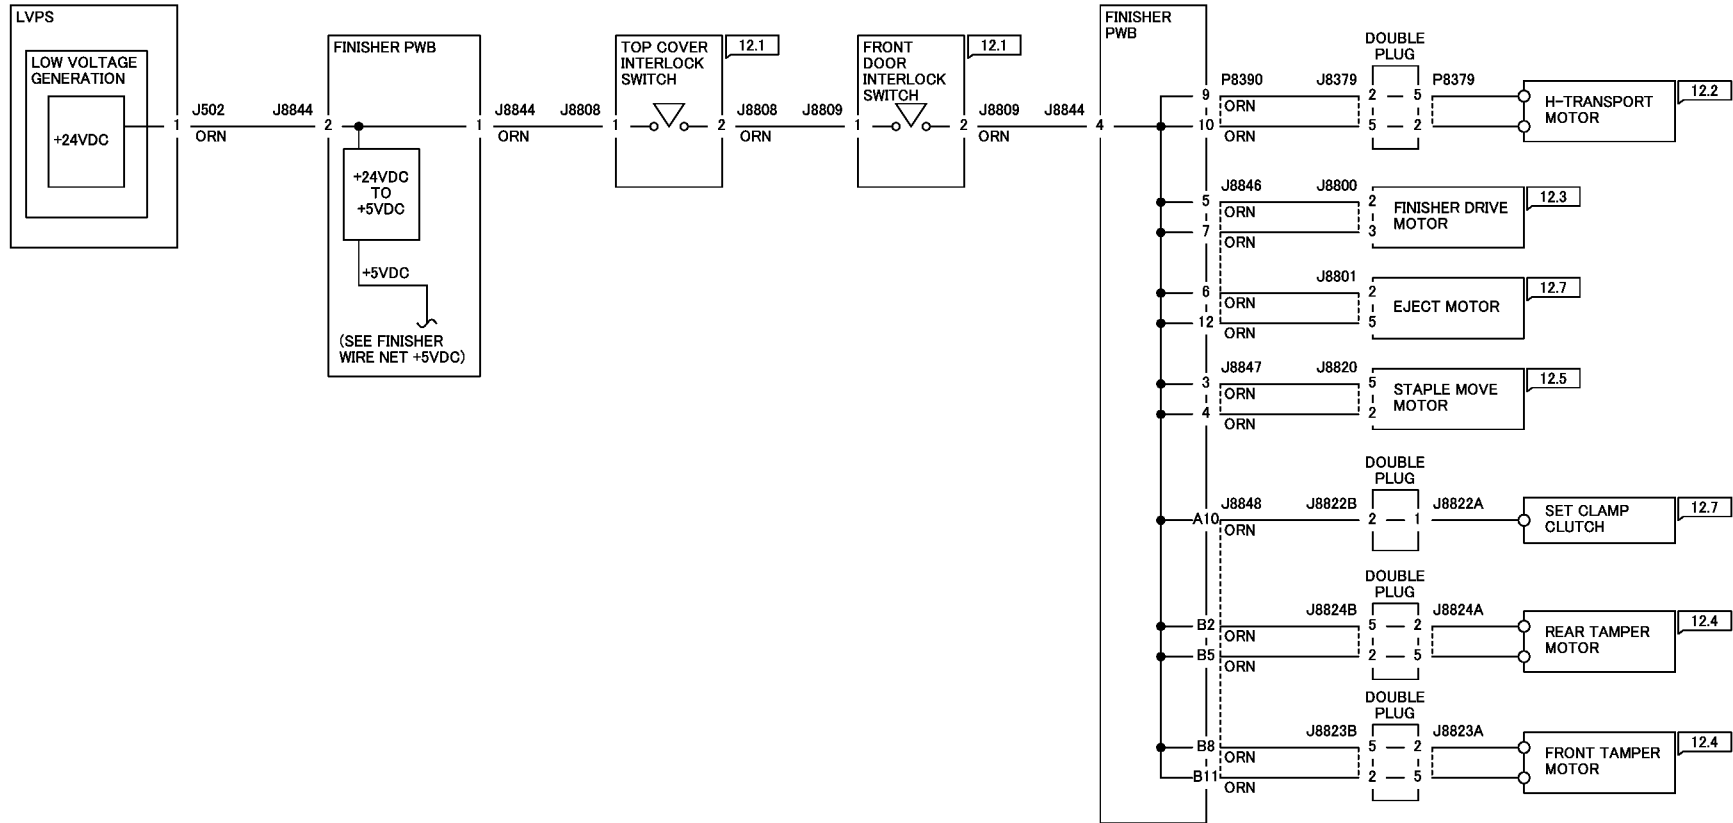 LVPS
LOW VOLTAGE
GENERATION
+24VDC
1
J502
ORN
J8844
FINISHER PWB
2
1
+24VDC
TO
+5VDC
+5VDC
(SEE FINISHER
WIRE NET +5VDC)
J8844
ORN
J8808
TOP COVER
INTERLOCK
SWITCH
12.1
1
2
J8808
ORN
J8809
FRONT
DOOR
INTERLOCK
SWITCH
12.1
1
2
J8809
ORN
J8844
FINISHER
PWB
4
DOUBLE
PLUG
P8390
J8379
P8379
9
ORN
2
5
10
ORN
5
2
H-TRANSPORT
MOTOR
12.2
J8846
J8800
5
ORN
2
7
ORN
3
FINISHER DRIVE
MOTOR
12.3
J8801
6
ORN
2
12
ORN
5
EJECT MOTOR
12.7
J8847
J8820
3
ORN
5
4
ORN
2
STAPLE MOVE
MOTOR
12.5
DOUBLE
PLUG
J8848
J8822B
J8822A
A10
ORN
2
1
SET CLAMP
CLUTCH
12.7
DOUBLE
PLUG
J8824B
J8824A
B2
ORN
5
2
B5
ORN
2
5
REAR TAMPER
MOTOR
12.4
DOUBLE
PLUG
J8823B
J8823A
B8
ORN
5
2
B11
ORN
2
5
FRONT TAMPER
MOTOR
12.4